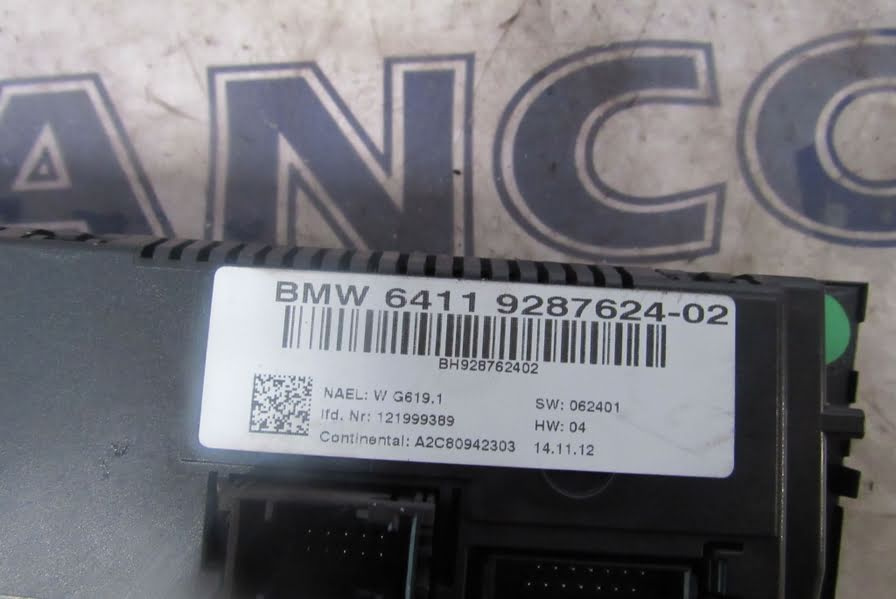 ANCO
BMW 6411 9287624-02
BH928762402
NAEL: W G619.1 SW: 062401
lfd. Nr: 121999389 HW: 04
Continental: A2C80942303 14.11.12